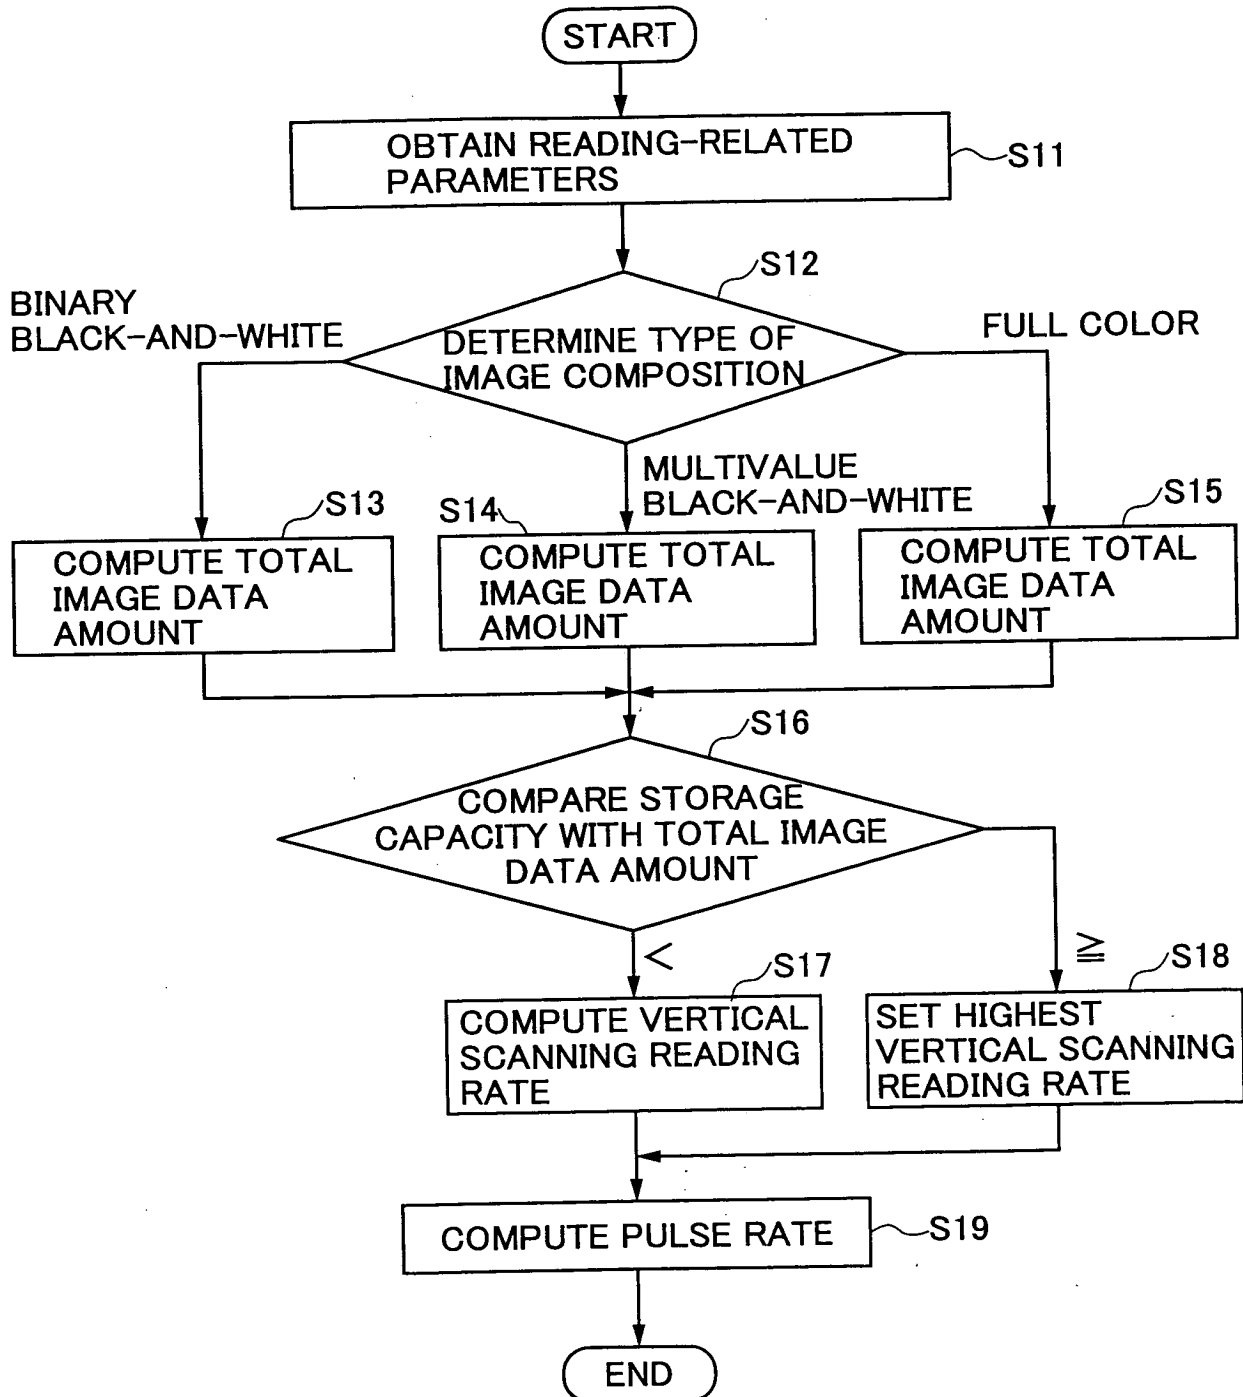 START
OBTAIN READING-RELATED
PARAMETERS
S11
S12
BINARY
BLACK-AND-WHITE
DETERMINE TYPE OF
IMAGE COMPOSITION
FULL COLOR
MULTIVALUE
BLACK-AND-WHITE
S13
COMPUTE TOTAL
IMAGE DATA
AMOUNT
S14
COMPUTE TOTAL
IMAGE DATA
AMOUNT
S15
COMPUTE TOTAL
IMAGE DATA
AMOUNT
S16
COMPARE STORAGE
CAPACITY WITH TOTAL IMAGE
DATA AMOUNT
<
≧
S17
COMPUTE VERTICAL
SCANNING READING
RATE
S18
SET HIGHEST
VERTICAL SCANNING
READING RATE
COMPUTE PULSE RATE
S19
END